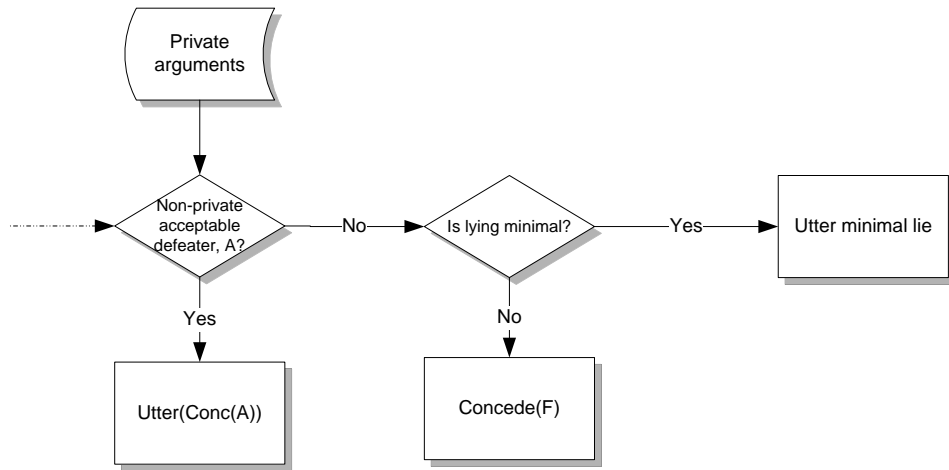 Private
arguments
Non-private
acceptable
defeater, A?
No
Is lying minimal?
Yes
Utter minimal lie
Yes
No
Utter(Conc(A))
Concede(F)